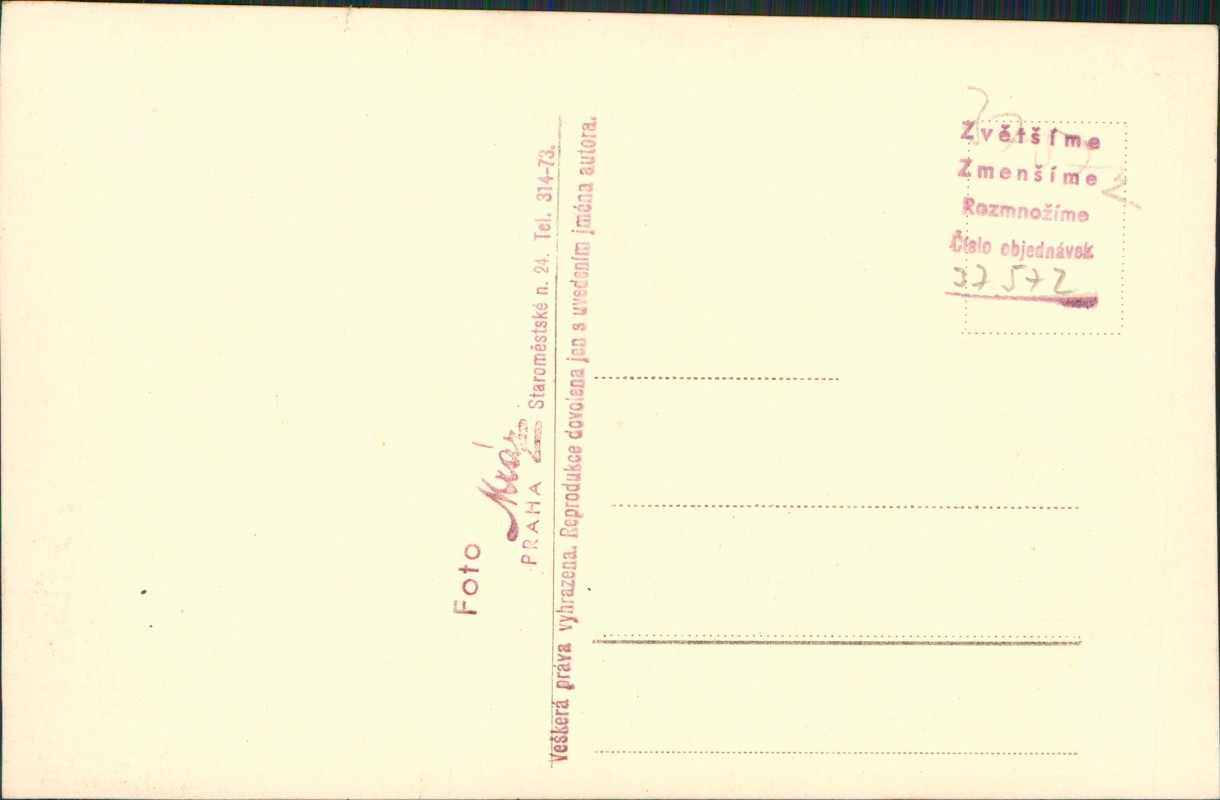 Foto
PRAHA Staroměstské n. 24. Tel. 314-73.
Veškerá práva vyhrazena. Reprodukce dovolena jen s uvedením jména autora.
Zvětšíme
Zmenšíme
Rozmnožíme
Číslo objednávek
37572